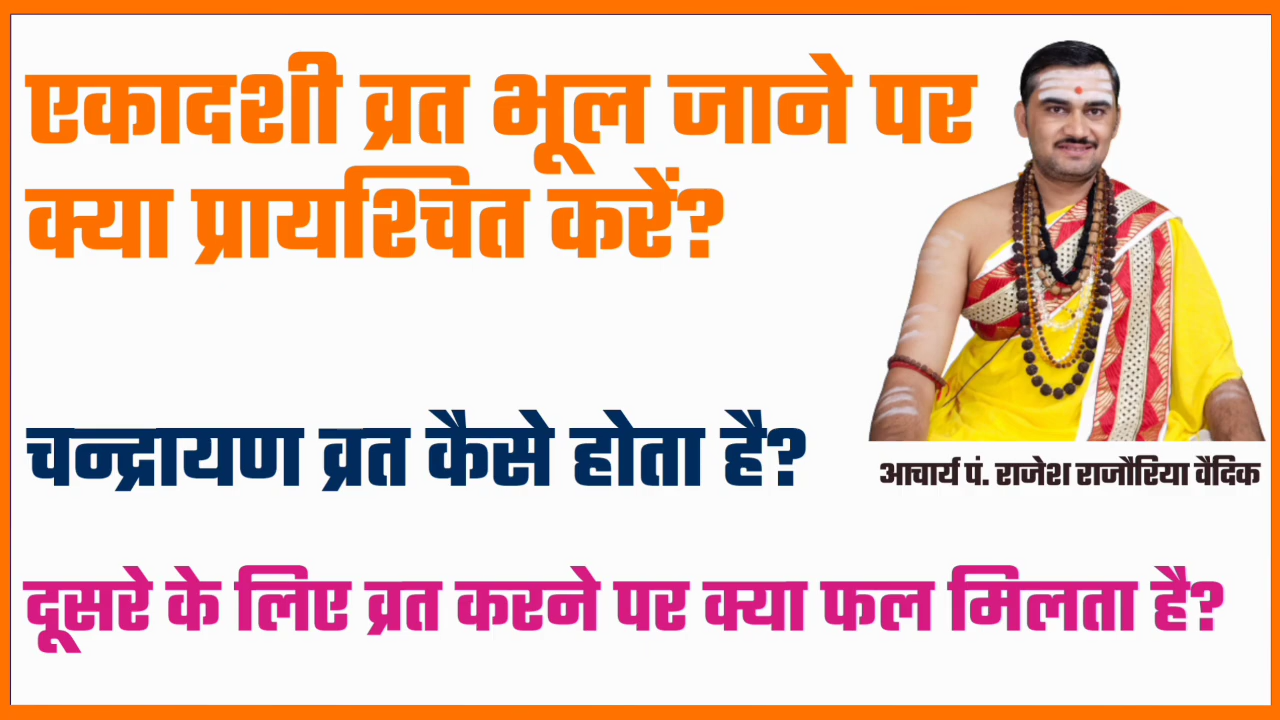 एकादशी व्रत भूल जाने पर
क्या प्रायश्चित करें?
चन्द्रायण व्रत कैसे होता है?
आचार्य पं. राजेश राजौरिया वैदिक
दूसरे के लिए व्रत करने पर क्या फल मिलता है?